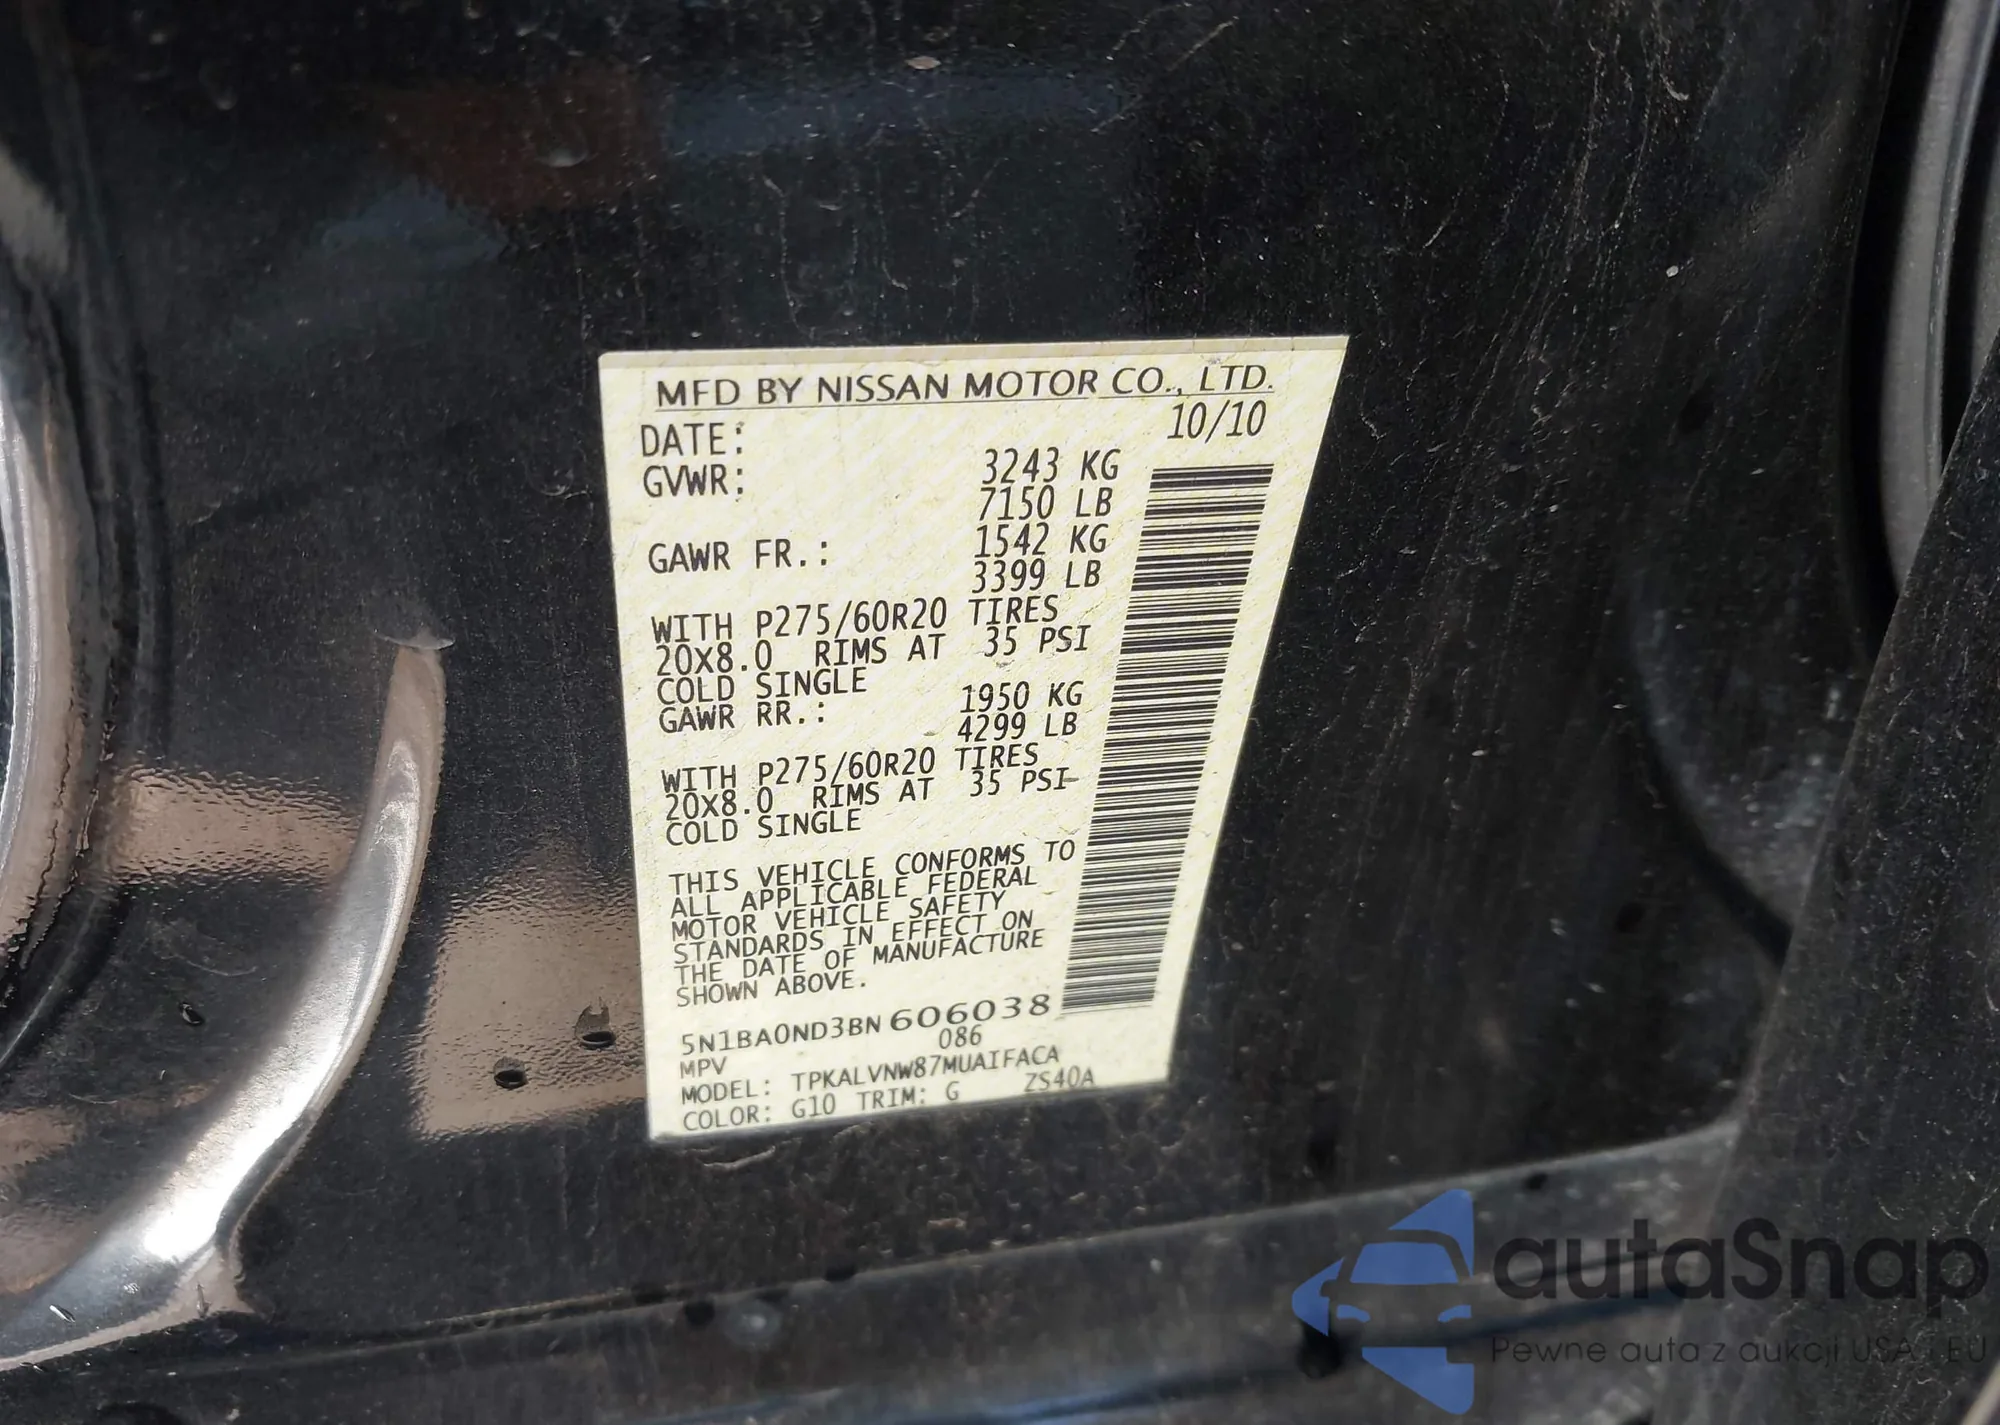 MFD BY NISSAN MOTOR CO., LTD.
DATE: 10/10
GVWR: 3243 KG
7150 LB
GAWR FR.: 1542 KG
3399 LB
WITH P275/60R20 TIRES
20X8.0 RIMS AT 35 PSI
COLD SINGLE
GAWR RR.: 1950 KG
4299 LB
WITH P275/60R20 TIRES
20X8.0 RIMS AT 35 PSI
COLD SINGLE
THIS VEHICLE CONFORMS TO
ALL APPLICABLE FEDERAL
MOTOR VEHICLE SAFETY
STANDARDS IN EFFECT ON
THE DATE OF MANUFACTURE
SHOWN ABOVE.
5N1BA0ND3BN606038
MPV 086
MODEL: TPKALVNW87MUAIFACA
COLOR: G10 TRIM: G ZS40A
autaSnap
Pewne auta z aukcji USA i EU